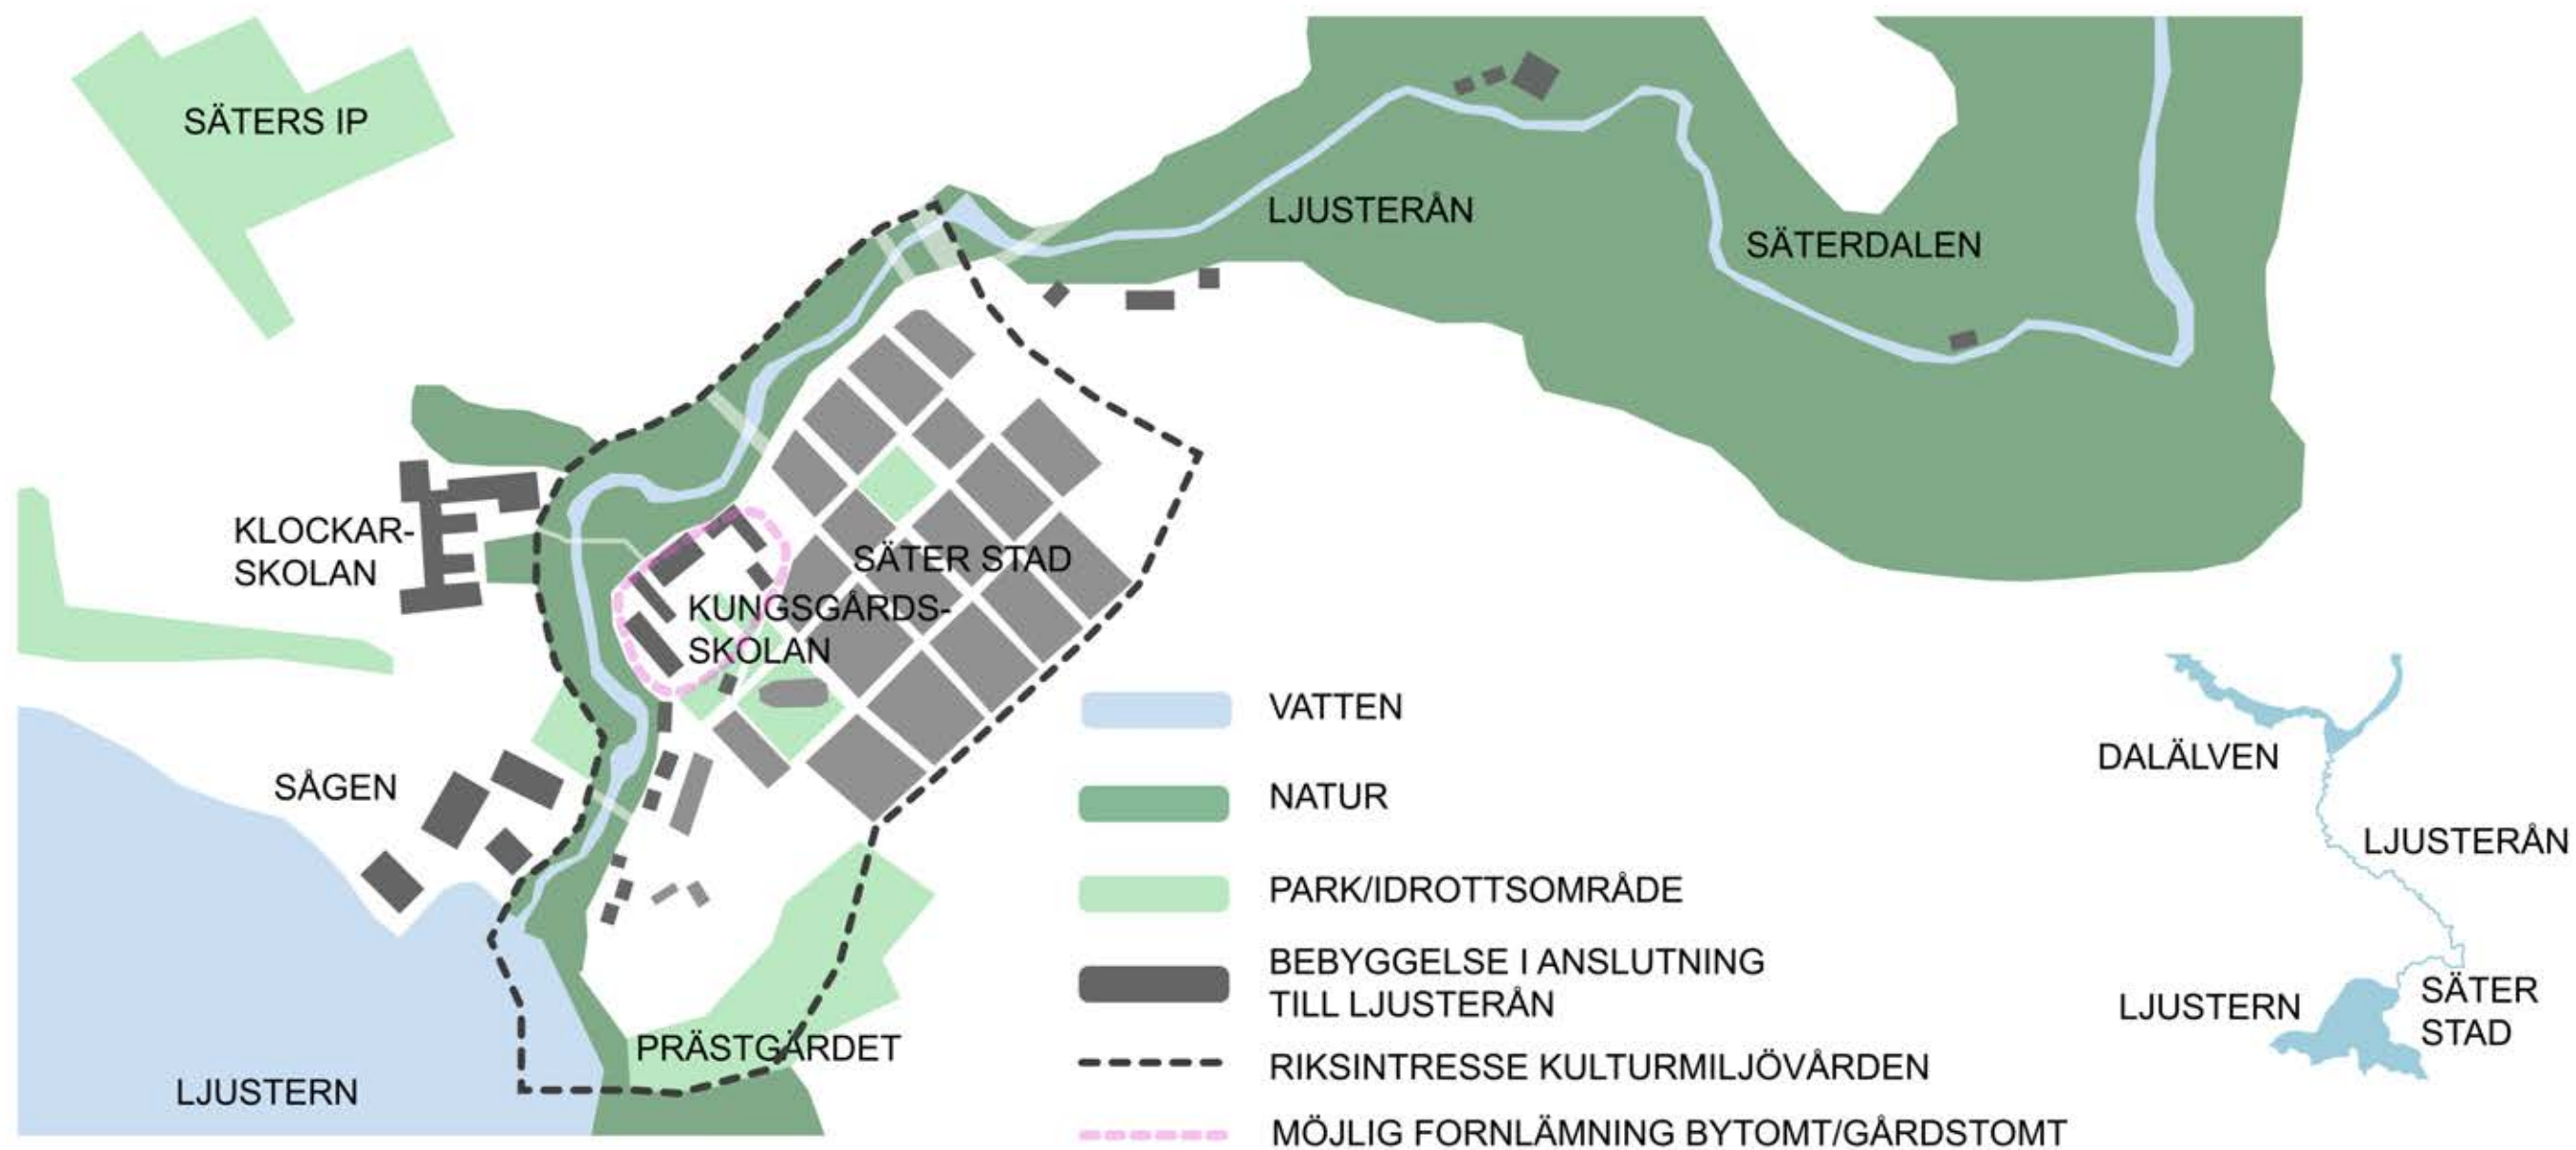 SÄTERS IP
LJUSTERÅN
SÄTERDALEN
KLOCKAR-
SKOLAN
SÄTER STAD
KUNGSGÅRDS-
SKOLAN
SÅGEN
PRÄSTGÄRDET
LJUSTERN
VATTEN
NATUR
PARK/IDROTTSOMRÅDE
BEBYGGELSE I ANSLUTNING
TILL LJUSTERÅN
RIKSINTRESSE KULTURMILJÖVÅRDEN
MÖJLIG FORNLÄMNING BYTOMT/GÅRDSTOMT
DALÄLVEN
LJUSTERÅN
LJUSTERN
SÄTER
STAD